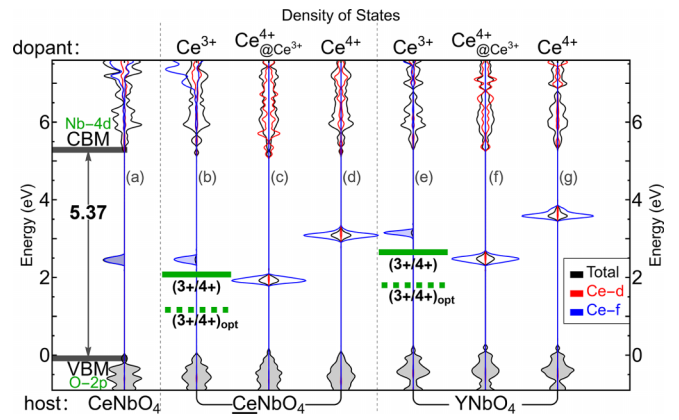 Density of States
dopant: Ce3+ Ce4+@Ce3+ Ce4+ Ce3+ Ce4+@Ce3+ Ce4+
Energy (eV)
6
4
2
0
Nb−4d
CBM
5.37
VBM
O−2p
(a) (b) (c) (d) (e) (f) (g)
(3+/4+)
(3+/4+)opt
(3+/4+)
(3+/4+)opt
Total
Ce−d
Ce−f
6
4
2
0
Energy (eV)
host: CeNbO4 CeNbO4 YNbO4